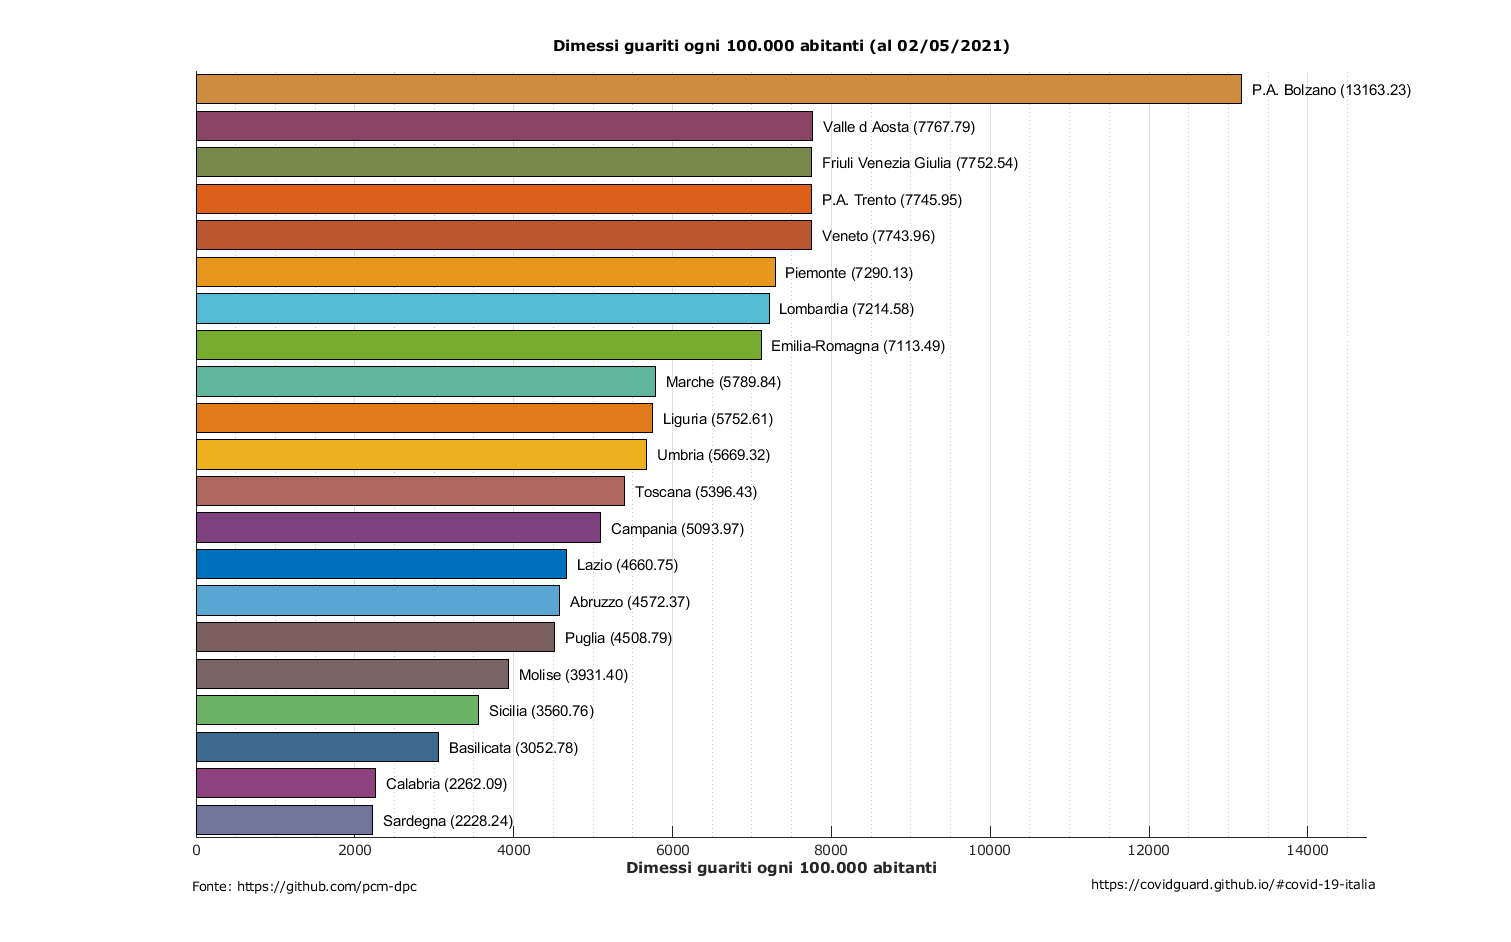 Dimessi guariti ogni 100.000 abitanti (al 02/05/2021)
P.A. Bolzano (13163.23)
Valle d Aosta (7767.79)
Friuli Venezia Giulia (7752.54)
P.A. Trento (7745.95)
Veneto (7743.96)
Piemonte (7290.13)
Lombardia (7214.58)
Emilia-Romagna (7113.49)
Marche (5789.84)
Liguria (5752.61)
Umbria (5669.32)
Toscana (5396.43)
Campania (5093.97)
Lazio (4660.75)
Abruzzo (4572.37)
Puglia (4508.79)
Molise (3931.40)
Sicilia (3560.76)
Basilicata (3052.78)
Calabria (2262.09)
Sardegna (2228.24)
0 2000 4000 6000 8000 10000 12000 14000
Dimessi guariti ogni 100.000 abitanti
Fonte: https://github.com/pcm-dpc
https://covidguard.github.io/#covid-19-italia